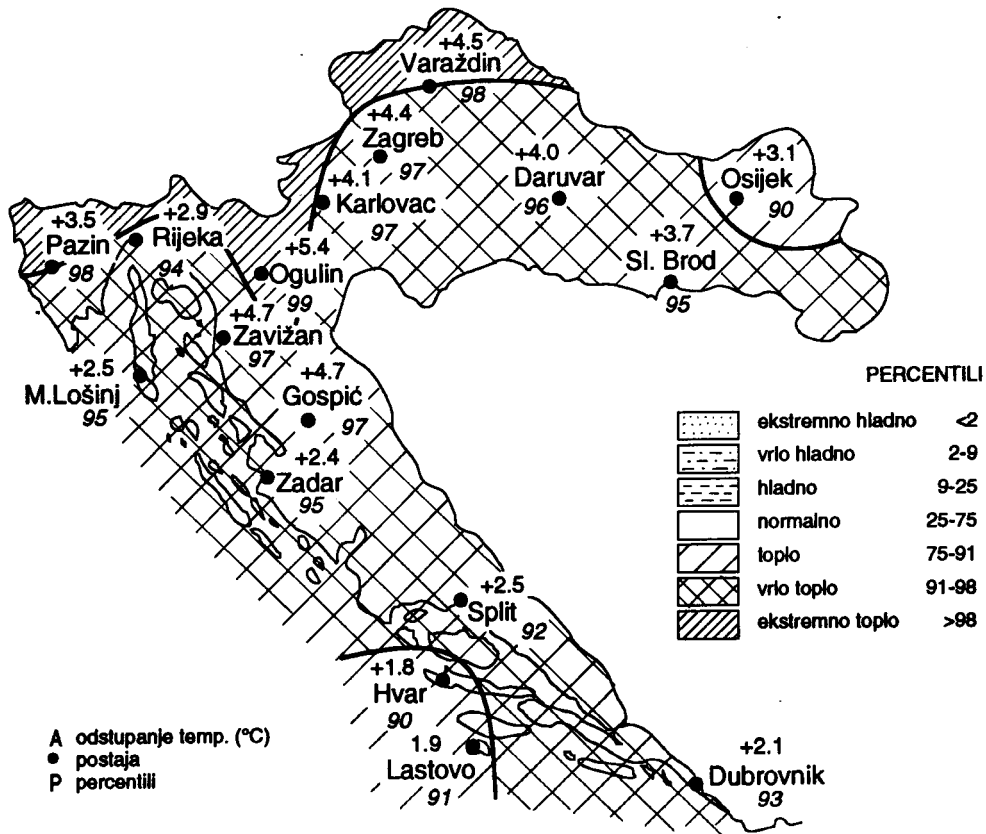 +4.5
Varaždin
98
+4.4
Zagreb
97
+4.1
Karlovac
97
+4.0
Daruvar
96
+3.1
Osijek
90
+3.7
Sl. Brod
95
+3.5
Pazin
98
+2.9
Rijeka
94
+5.4
Ogulin
99
+4.7
Zavižan
97
+2.5
M.Lošinj
95
+4.7
Gospić
97
+2.4
Zadar
95
+2.5
Split
92
+1.8
Hvar
90
1.9
Lastovo
91
+2.1
Dubrovnik
93
PERCENTILI
ekstremno hladno <2
vrlo hladno 2-9
hladno 9-25
normalno 25-75
toplo 75-91
vrlo toplo 91-98
ekstremno toplo >98
A odstupanje temp. (°C)
● postaja
P percentili